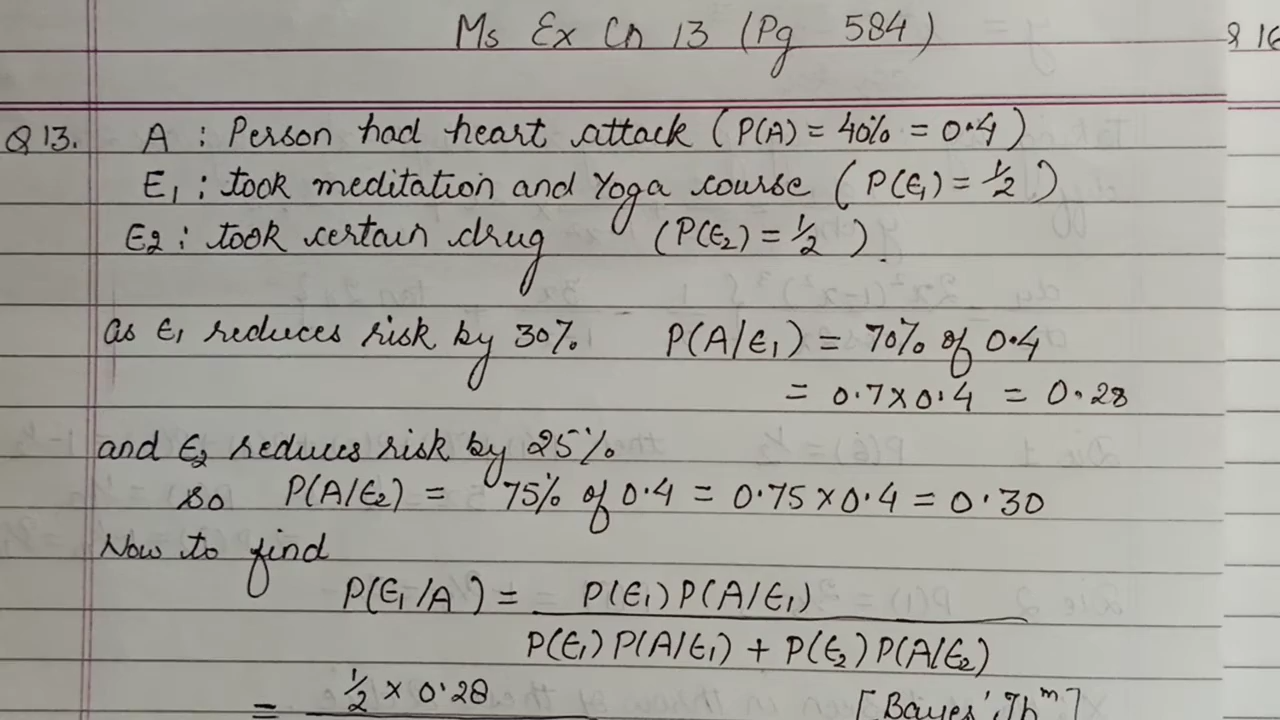 Ms Ex Ch 13 (Pg 584)
Q 16
Q 13. A : Person had heart attack (P(A) = 40% = 0.4)
E1 : took meditation and Yoga course (P(E1) = 1/2)
E2 : took certain drug (P(E2) = 1/2).
as E1 reduces risk by 30% P(A/E1) = 70% of 0.4
= 0.7 x 0.4 = 0.28
and E2 reduces risk by 25%
so P(A/E2) = 75% of 0.4 = 0.75 x 0.4 = 0.30
Now to find
P(E1/A) = P(E1) P(A/E1)
P(E1) P(A/E1) + P(E2) P(A/E2)
= 1/2 x 0.28 [Bayes' Thm]